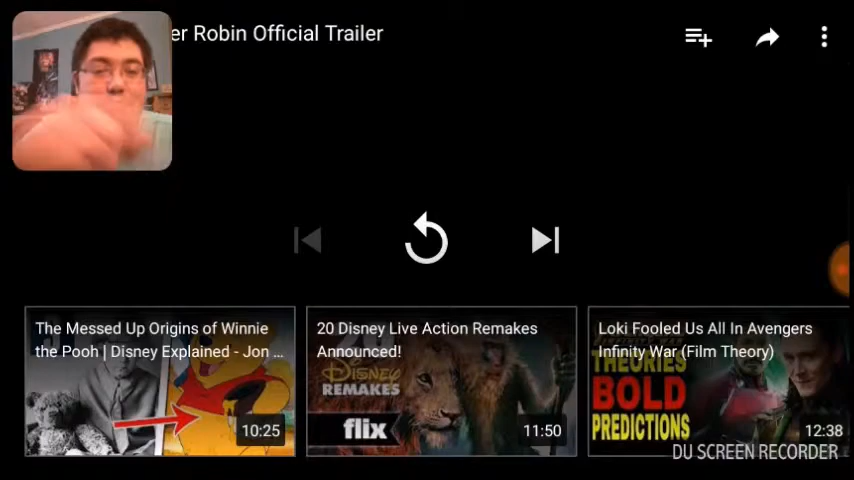 er Robin Official Trailer
The Messed Up Origins of Winnie
the Pooh | Disney Explained - Jon ...
10:25
20 Disney Live Action Remakes
Announced!
Disney
REMAKES
flix
11:50
Loki Fooled Us All In Avengers
Infinity War (Film Theory)
THEORIES
BOLD
PREDICTIONS
12:38
DU SCREEN RECORDER